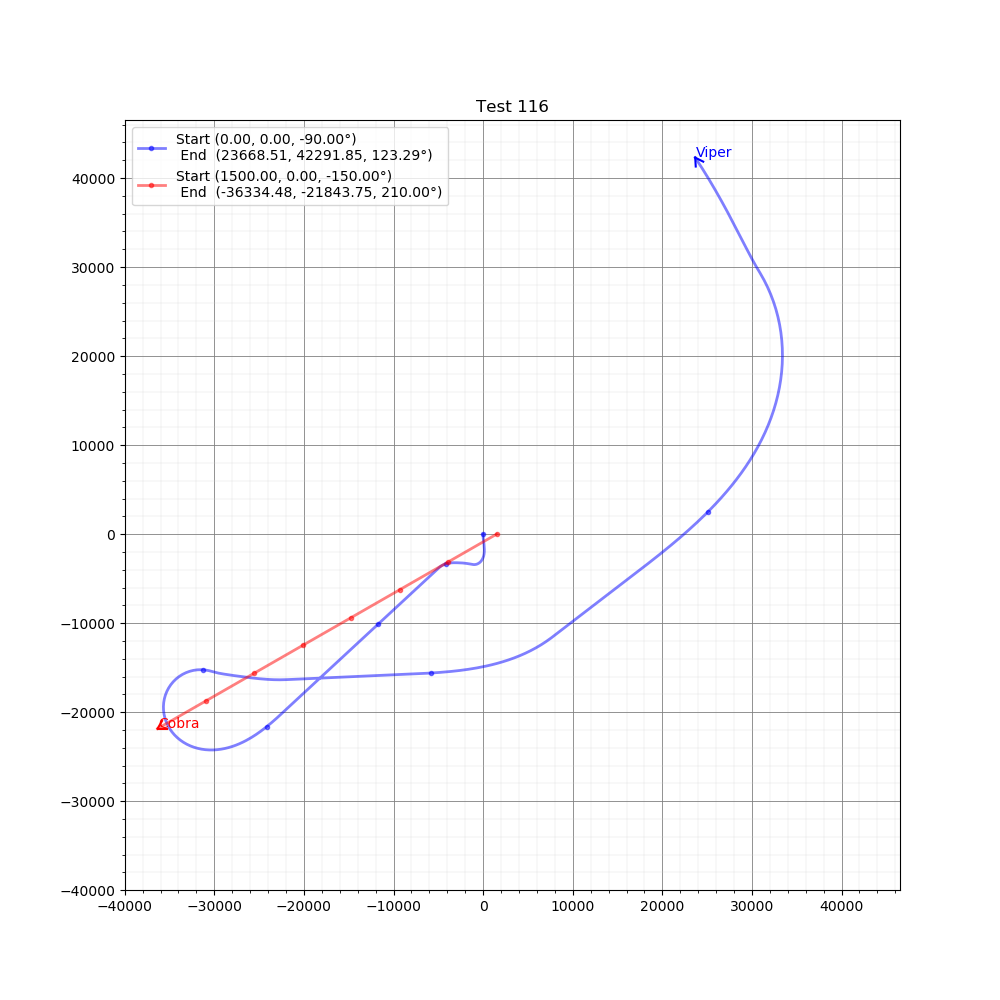 Test 116
Start (0.00, 0.00, -90.00°)
End  (23668.51, 42291.85, 123.29°)
Start (1500.00, 0.00, -150.00°)
End  (-36334.48, -21843.75, 210.00°)
Viper
Cobra
40000
30000
20000
10000
0
−10000
−20000
−30000
−40000
−40000 −30000 −20000 −10000 0 10000 20000 30000 40000